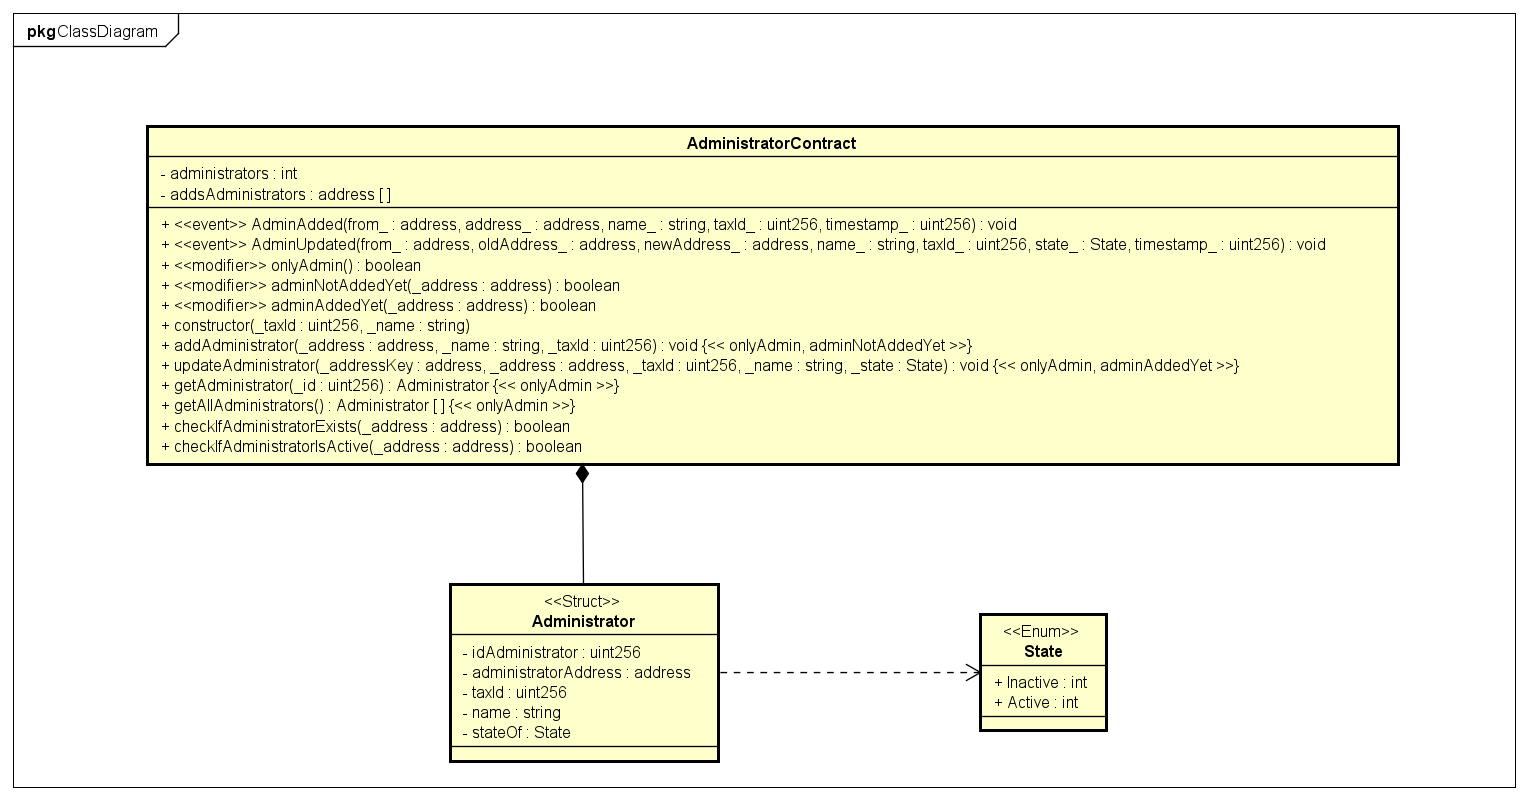 pkg ClassDiagram
AdministratorContract
- administrators : int
- addsAdministrators : address [ ]
+ <<event>> AdminAdded(from_ : address, address_ : address, name_ : string, taxId_ : uint256, timestamp_ : uint256) : void
+ <<event>> AdminUpdated(from_ : address, oldAddress_ : address, newAddress_ : address, name_ : string, taxId_ : uint256, state_ : State, timestamp_ : uint256) : void
+ <<modifier>> onlyAdmin() : boolean
+ <<modifier>> adminNotAddedYet(_address : address) : boolean
+ <<modifier>> adminAddedYet(_address : address) : boolean
+ constructor(_taxId : uint256, _name : string)
+ addAdministrator(_address : address, _name : string, _taxId : uint256) : void {<< onlyAdmin, adminNotAddedYet >>}
+ updateAdministrator(_addressKey : address, _address : address, _taxId : uint256, _name : string, _state : State) : void {<< onlyAdmin, adminAddedYet >>}
+ getAdministrator(_id : uint256) : Administrator {<< onlyAdmin >>}
+ getAllAdministrators() : Administrator [ ] {<< onlyAdmin >>}
+ checkIfAdministratorExists(_address : address) : boolean
+ checkIfAdministratorIsActive(_address : address) : boolean
<<Struct>>
Administrator
- idAdministrator : uint256
- administratorAddress : address
- taxId : uint256
- name : string
- stateOf : State
<<Enum>>
State
+ Inactive : int
+ Active : int